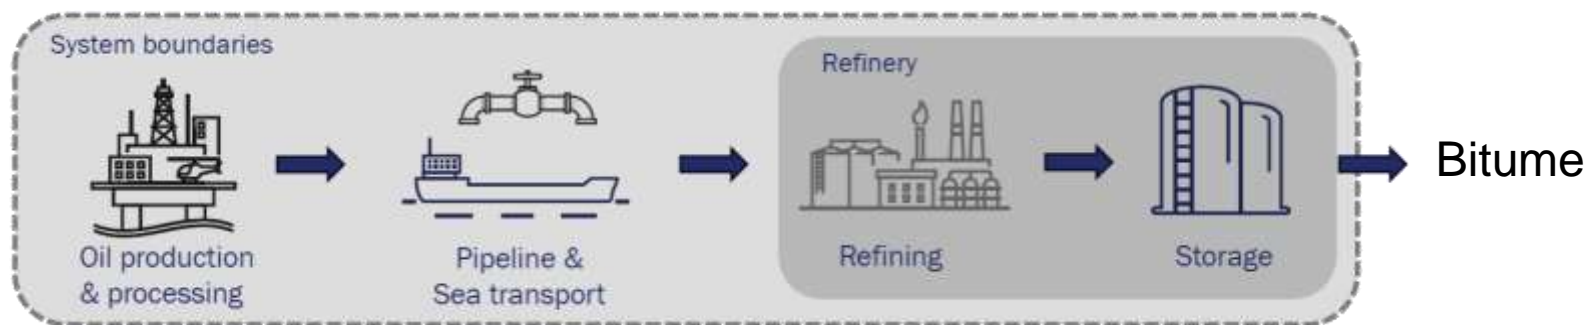 System boundaries
Refinery
Oil production
& processing
Pipeline &
Sea transport
Refining
Storage
Bitume